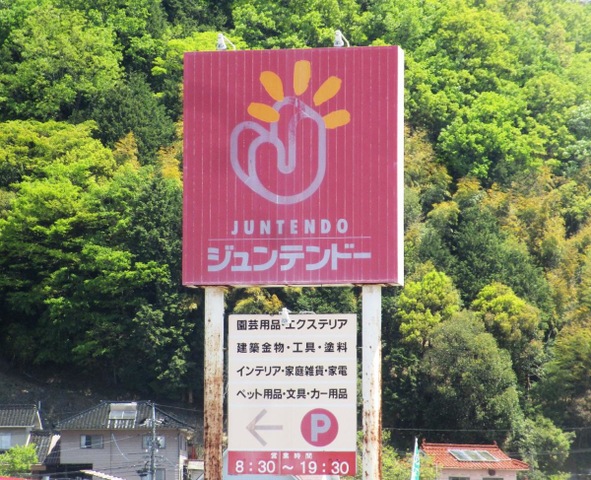 JUNTENDO
ジュンテンドー
園芸用品・エクステリア
建築金物・工具・塗料
インテリア・家庭雑貨・家電
ペット用品・文具・カー用品
P
営業時間
8:30～19:30